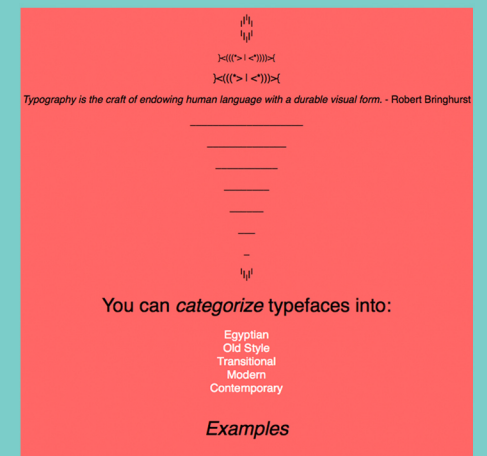 }<(((*> | <*))))>{
}<(((*> | <*)))>{
Typography is the craft of endowing human language with a durable visual form. - Robert Bringhurst
You can categorize typefaces into:
Egyptian
Old Style
Transitional
Modern
Contemporary
Examples